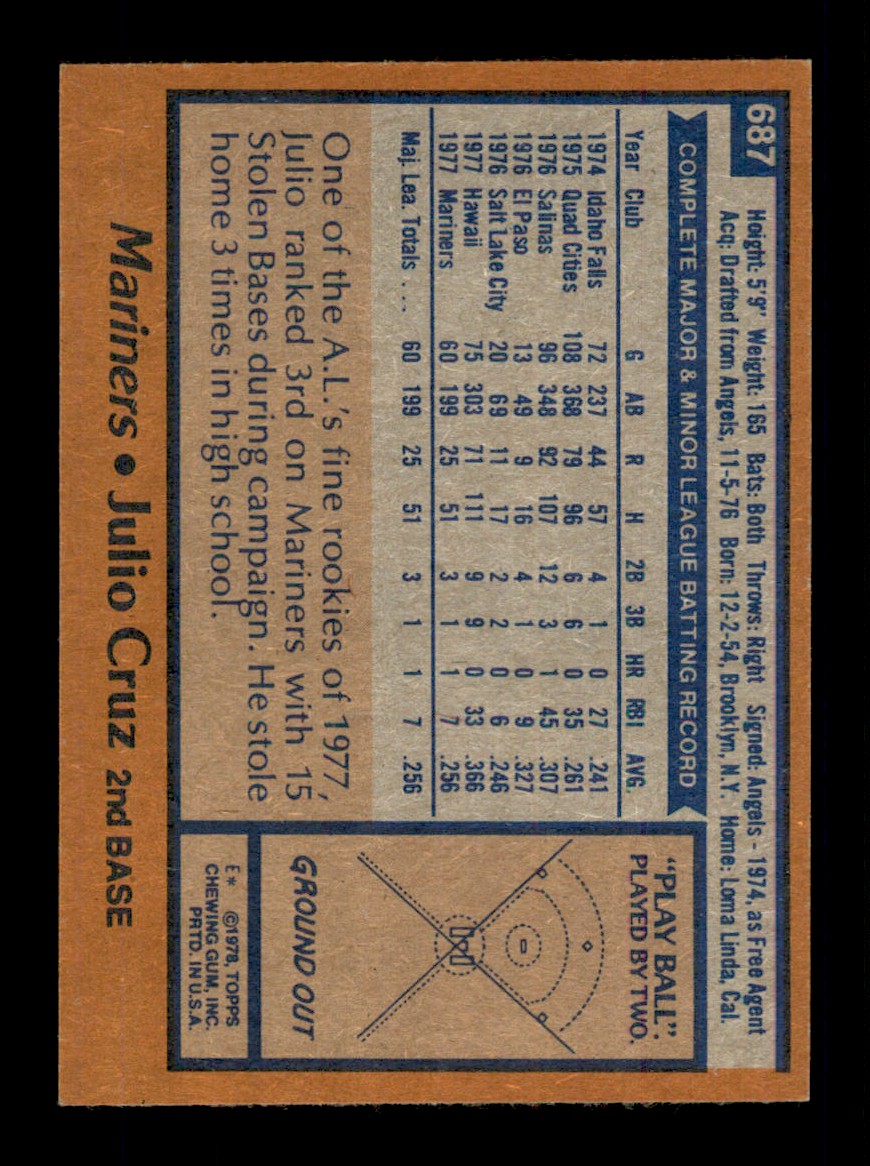 687
Height: 5'9" Weight: 165 Bats: Both Throws: Right Signed: Angels - 1974, as Free Agent
Acq: Drafted from Angels, 11-5-76 Born: 12-2-54, Brooklyn, N.Y. Home: Loma Linda, Cal.
COMPLETE MAJOR & MINOR LEAGUE BATTING RECORD
Year Club G AB R H 2B 3B HR RBI AVG.
1974 Idaho Falls 72 237 44 57 4 1 0 27 .241
1975 Quad Cities 108 368 79 96 6 6 0 35 .261
1976 Salinas 96 348 92 107 12 3 1 45 .307
1976 El Paso 13 49 9 16 4 1 0 9 .327
1976 Salt Lake City 20 69 11 17 2 2 0 6 .246
1977 Hawaii 75 303 71 111 9 9 0 33 .366
1977 Mariners 60 199 25 51 3 1 1 7 .256
Maj. Lea. Totals . . . 60 199 25 51 3 1 1 7 .256
One of the A.L.'s fine rookies of 1977,
Julio ranked 3rd on Mariners with 15
Stolen Bases during campaign. He stole
home 3 times in high school.
"PLAY BALL".
PLAYED BY TWO.
GROUND OUT
E* ©1978, TOPPS
CHEWING GUM, INC.
PRTD. IN U.S.A.
Mariners • Julio Cruz 2nd BASE